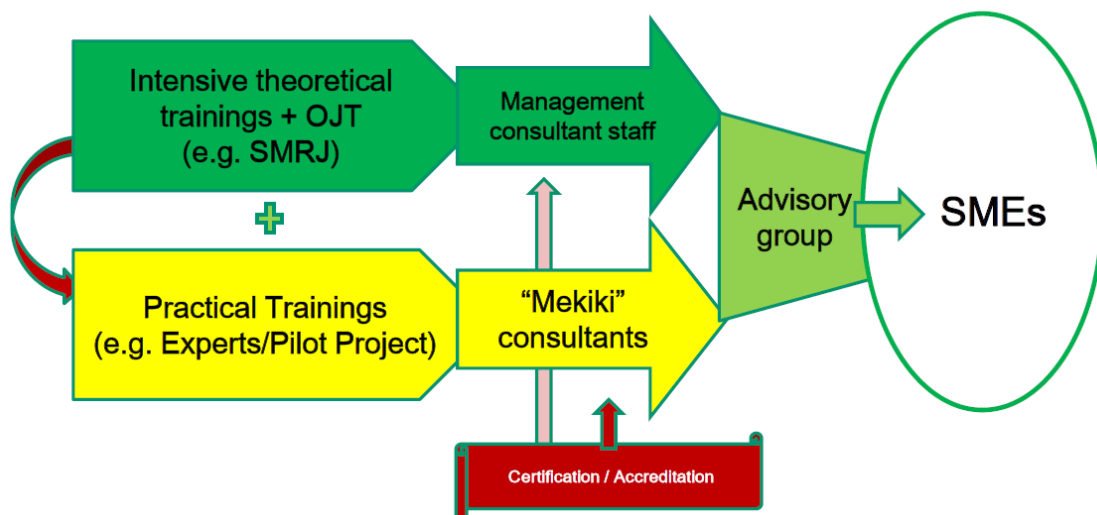 Intensive theoretical
trainings + OJT
(e.g. SMRJ)
Management
consultant staff
Advisory
group
SMEs
Practical Trainings
(e.g. Experts/Pilot Project)
“Mekiki”
consultants
Certification / Accreditation